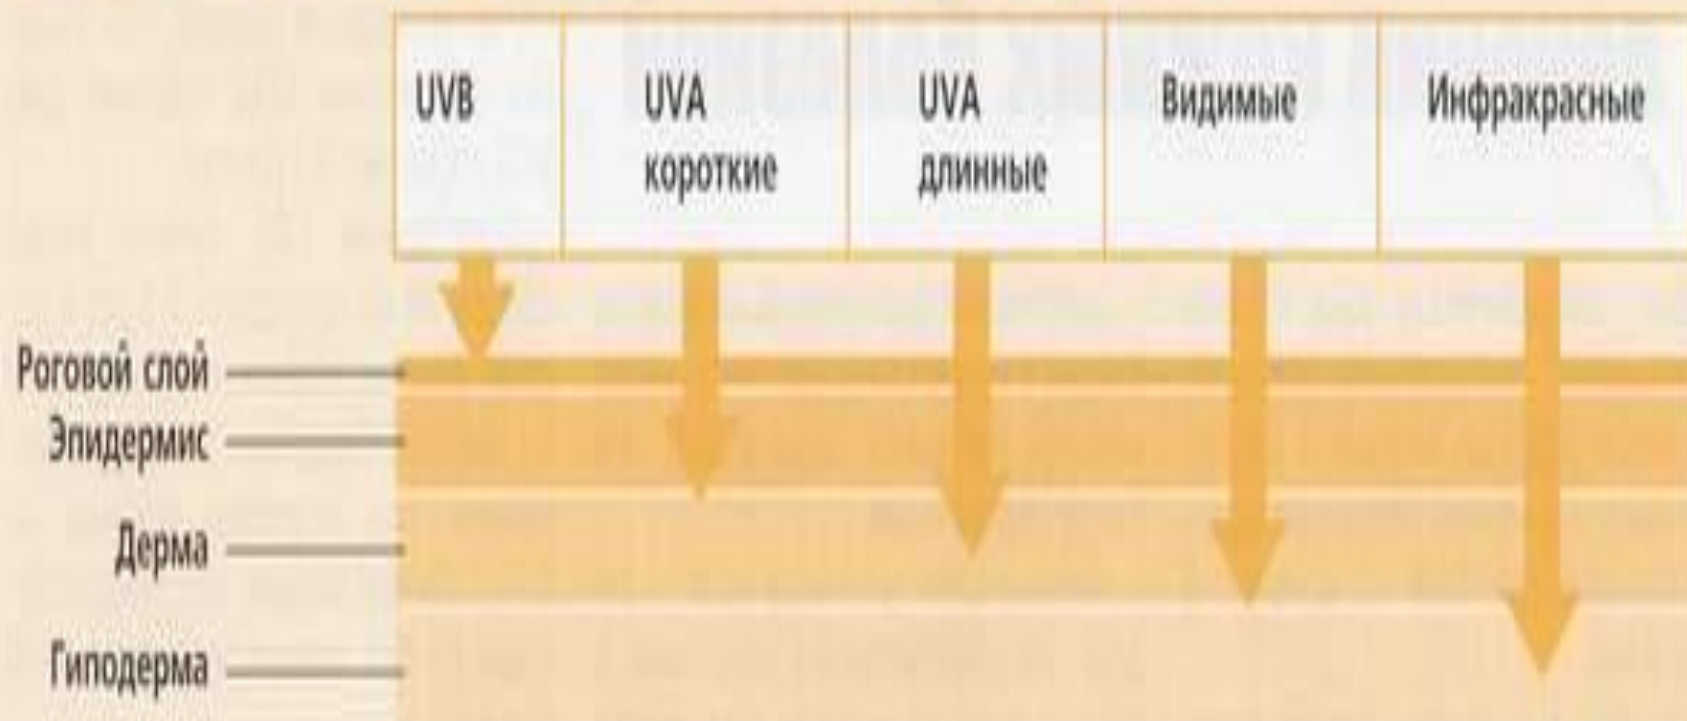 UVB
UVA
короткие
UVA
длинные
Видимые
Инфракрасные
Роговой слой
Эпидермис
Дерма
Гиподерма